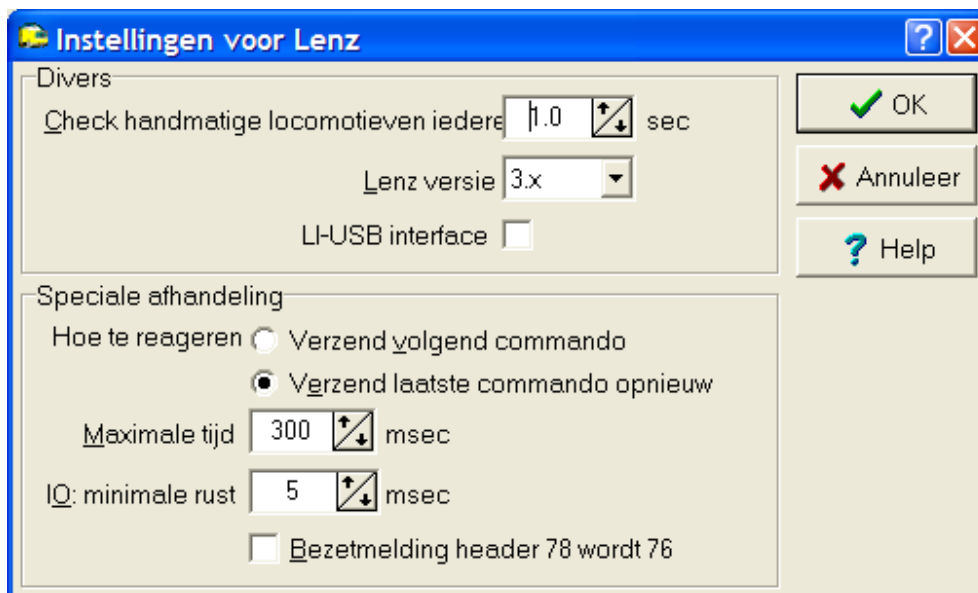 Instellingen voor Lenz
Divers
Check handmatige locomotieven iedere 1.0 sec
Lenz versie 3.x
LI-USB interface
OK
Annuleer
Help
Speciale afhandeling
Hoe te reageren Verzend volgend commando
Verzend laatste commando opnieuw
Maximale tijd 300 msec
IO: minimale rust 5 msec
Bezetmelding header 78 wordt 76